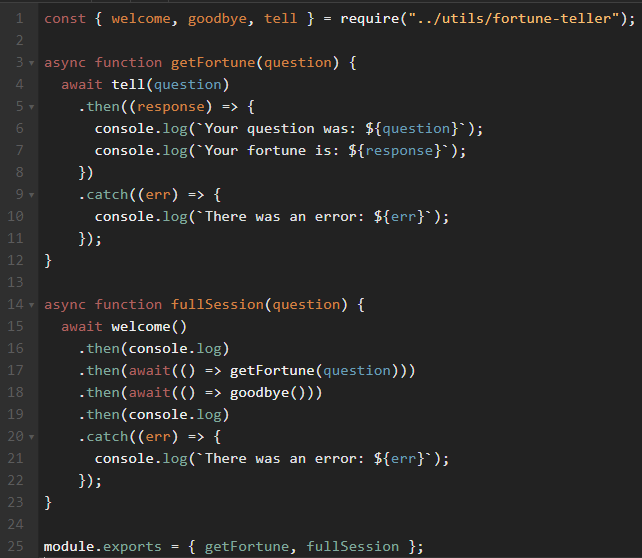 1 const { welcome, goodbye, tell } = require("../utils/fortune-teller");
2
3 async function getFortune(question) {
4   await tell(question)
5     .then((response) => {
6       console.log(`Your question was: ${question}`);
7       console.log(`Your fortune is: ${response}`);
8     })
9     .catch((err) => {
10       console.log(`There was an error: ${err}`);
11     });
12 }
13
14 async function fullSession(question) {
15   await welcome()
16     .then(console.log)
17     .then(await(() => getFortune(question)))
18     .then(await(() => goodbye()))
19     .then(console.log)
20     .catch((err) => {
21       console.log(`There was an error: ${err}`);
22     });
23 }
24
25 module.exports = { getFortune, fullSession };